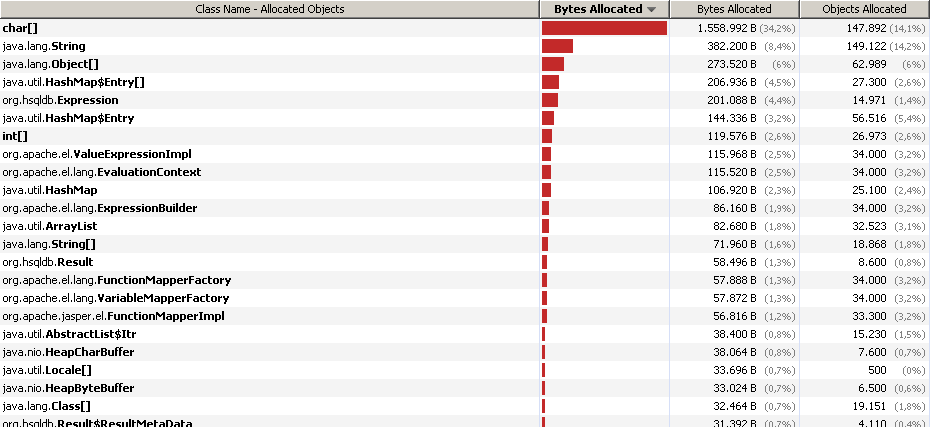 Class Name - Allocated Objects Bytes Allocated Bytes Allocated Objects Allocated
char[] 1.558.992 B (34,2%) 147.892 (14,1%)
java.lang.String 382.200 B (8,4%) 149.122 (14,2%)
java.lang.Object[] 273.520 B (6%) 62.989 (6%)
java.util.HashMap$Entry[] 206.936 B (4,5%) 27.300 (2,6%)
org.hsqldb.Expression 201.088 B (4,4%) 14.971 (1,4%)
java.util.HashMap$Entry 144.336 B (3,2%) 56.516 (5,4%)
int[] 119.576 B (2,6%) 26.973 (2,6%)
org.apache.el.ValueExpressionImpl 115.968 B (2,5%) 34.000 (3,2%)
org.apache.el.lang.EvaluationContext 115.520 B (2,5%) 34.000 (3,2%)
java.util.HashMap 106.920 B (2,3%) 25.100 (2,4%)
org.apache.el.lang.ExpressionBuilder 86.160 B (1,9%) 34.000 (3,2%)
java.util.ArrayList 82.680 B (1,8%) 32.523 (3,1%)
java.lang.String[] 71.960 B (1,6%) 18.868 (1,8%)
org.hsqldb.Result 58.496 B (1,3%) 8.600 (0,8%)
org.apache.el.lang.FunctionMapperFactory 57.888 B (1,3%) 34.000 (3,2%)
org.apache.el.lang.VariableMapperFactory 57.872 B (1,3%) 34.000 (3,2%)
org.apache.jasper.el.FunctionMapperImpl 56.816 B (1,2%) 33.300 (3,2%)
java.util.AbstractList$Itr 38.400 B (0,8%) 15.230 (1,5%)
java.nio.HeapCharBuffer 38.064 B (0,8%) 7.600 (0,7%)
java.util.Locale[] 33.696 B (0,7%) 500 (0%)
java.nio.HeapByteBuffer 33.024 B (0,7%) 6.500 (0,6%)
java.lang.Class[] 32.464 B (0,7%) 19.151 (1,8%)
org.hsqldb.Result$ResultMetaData 31.392 B (0,7%) 4.110 (0,4%)